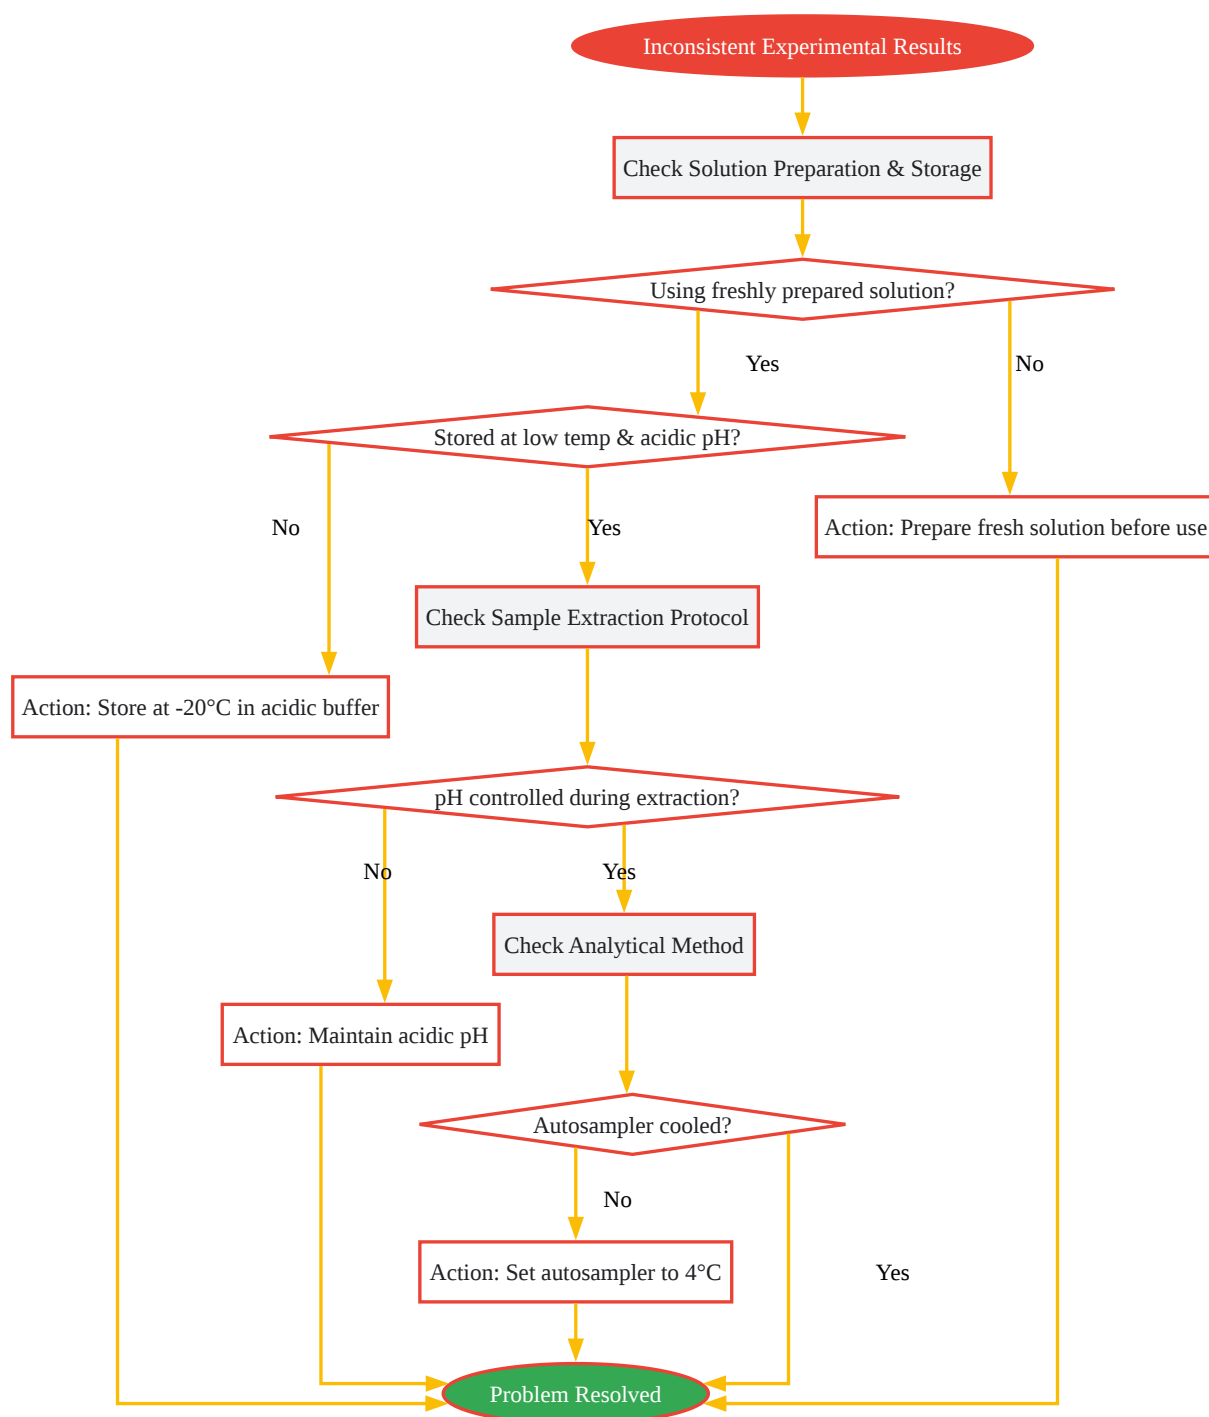 Inconsistent Experimental Results
Check Solution Preparation & Storage
Using freshly prepared solution?
Yes
No
Stored at low temp & acidic pH?
No
Yes
Action: Prepare fresh solution before use
Check Sample Extraction Protocol
Action: Store at -20°C in acidic buffer
pH controlled during extraction?
No
Yes
Check Analytical Method
Action: Maintain acidic pH
Autosampler cooled?
No
Action: Set autosampler to 4°C
Yes
Problem Resolved